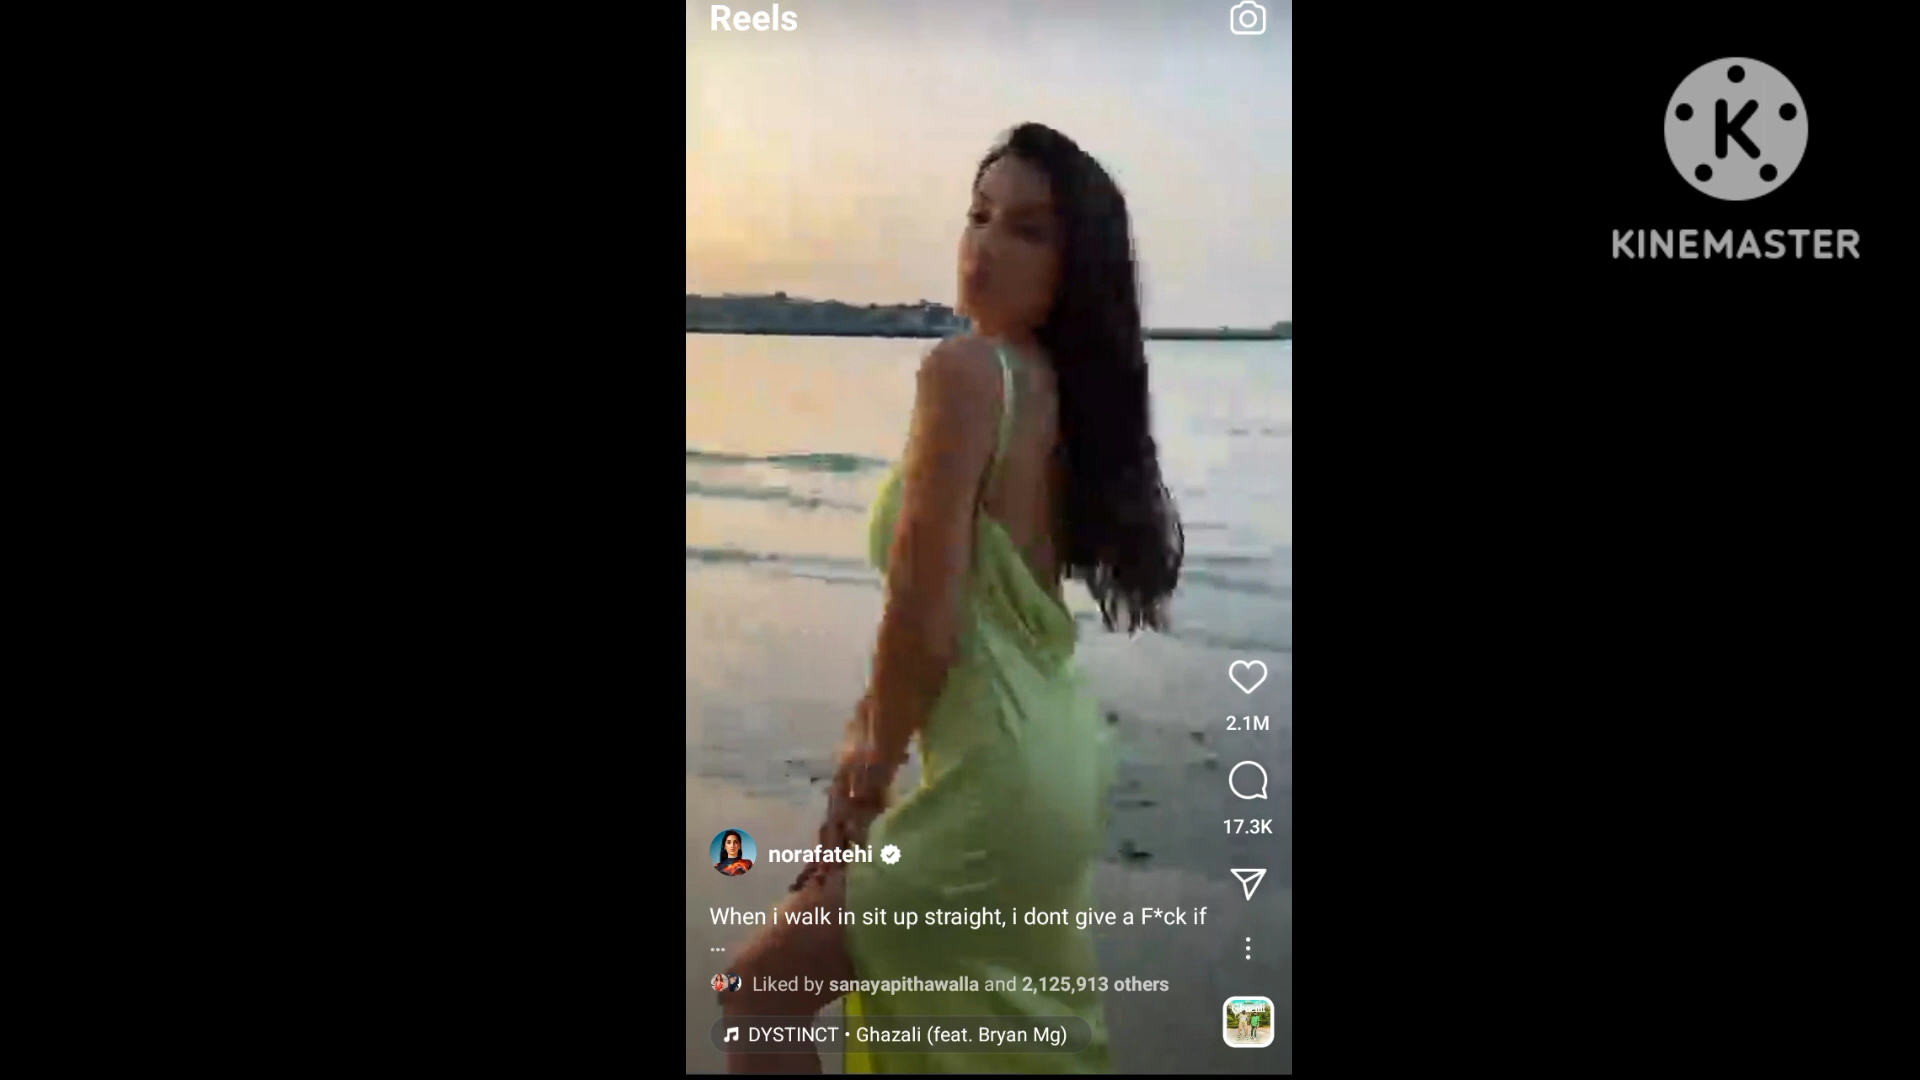 Reels
K
KINEMASTER
2.1M
17.3K
norafatehi
When i walk in sit up straight, i dont give a F*ck if
...
Liked by sanayapithawalla and 2,125,913 others
DYSTINCT • Ghazali (feat. Bryan Mg)